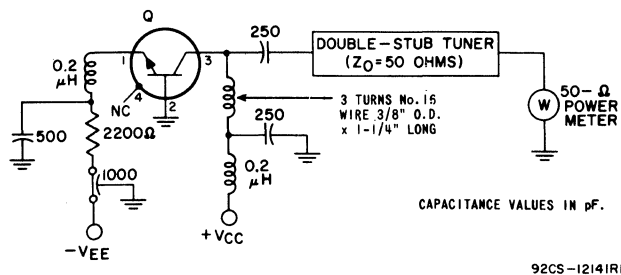 Q
250
DOUBLE-STUB TUNER
(Z₀=50 OHMS)
1
3
0.2
μH
4
NC
2
3 TURNS No.16
WIRE 3/8" O.D.
x 1-1/4" LONG
W
50-Ω
POWER
METER
500
2200Ω
250
1000
0.2
μH
-VEE
+VCC
CAPACITANCE VALUES IN pF.
92CS-12141R1